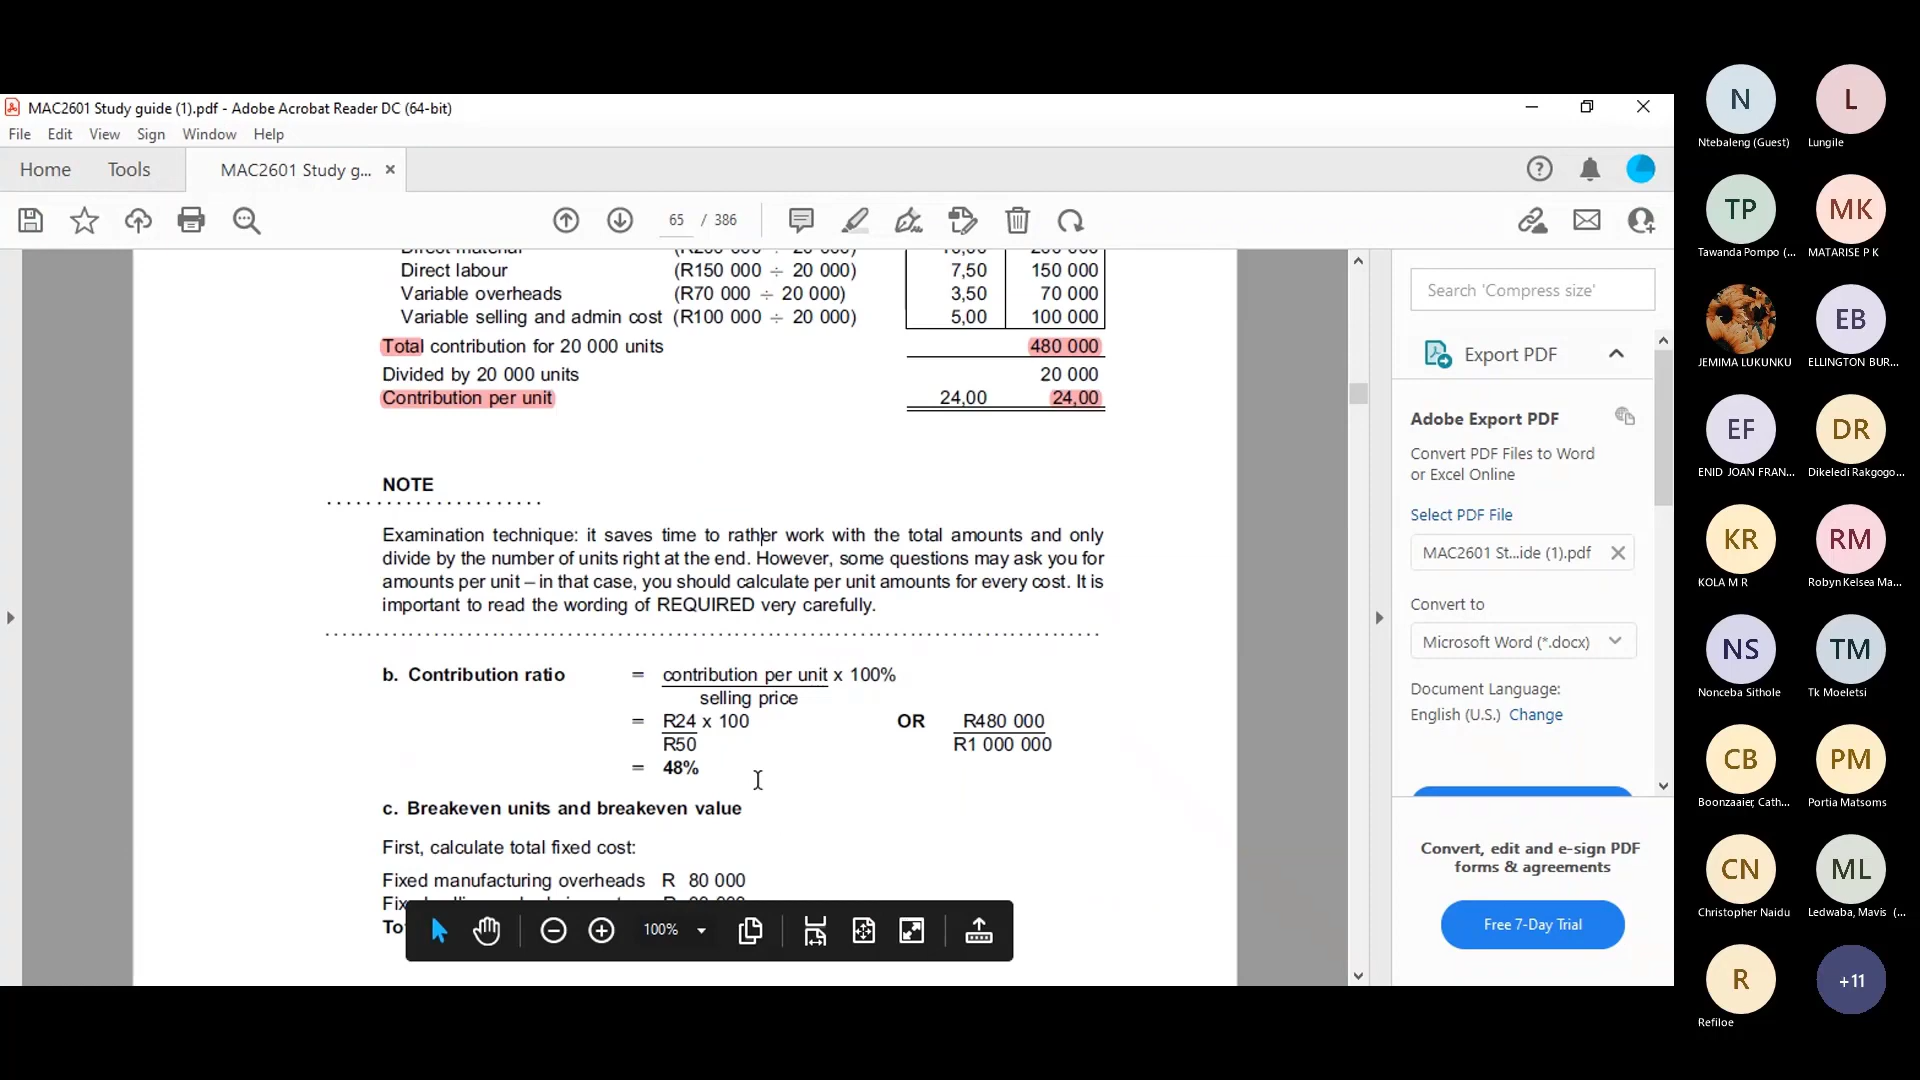 MAC2601 Study guide (1).pdf - Adobe Acrobat Reader DC (64-bit)
File Edit View Sign Window Help
Home Tools MAC2601 Study g... ×
65 / 386
Direct labour (R150 000 ÷ 20 000) 7,50 150 000
Variable overheads (R70 000 ÷ 20 000) 3,50 70 000
Variable selling and admin cost (R100 000 ÷ 20 000) 5,00 100 000
Total contribution for 20 000 units 480 000
Divided by 20 000 units 20 000
Contribution per unit 24,00 24,00
NOTE
Examination technique: it saves time to rather work with the total amounts and only
divide by the number of units right at the end. However, some questions may ask you for
amounts per unit – in that case, you should calculate per unit amounts for every cost. It is
important to read the wording of REQUIRED very carefully.
b. Contribution ratio = contribution per unit x 100%
selling price
= R24 x 100 OR R480 000
R50 R1 000 000
= 48%
c. Breakeven units and breakeven value
First, calculate total fixed cost:
Fixed manufacturing overheads R 80 000
100%
Search 'Compress size'
Export PDF
Adobe Export PDF
Convert PDF Files to Word
or Excel Online
Select PDF File
MAC2601 St...ide (1).pdf
Convert to
Microsoft Word (*.docx)
Document Language:
English (U.S.) Change
Convert, edit and e-sign PDF
forms & agreements
Free 7-Day Trial
N L
Ntebaleng (Guest) Lungile
TP MK
Tawanda Pompo (... MATARISE P K
EB
JEMIMA LUKUNKU ELLINGTON BUR...
EF DR
ENID JOAN FRAN... Dikeledi Rakgogo...
KR RM
KOLA M R Robyn Kelsea Ma...
NS TM
Nonceba Sithole Tk Moeletsi
CB PM
Boonzaaier, Cath... Portia Matsoms
CN ML
Christopher Naidu Ledwaba, Mavis (...
R +11
Refiloe